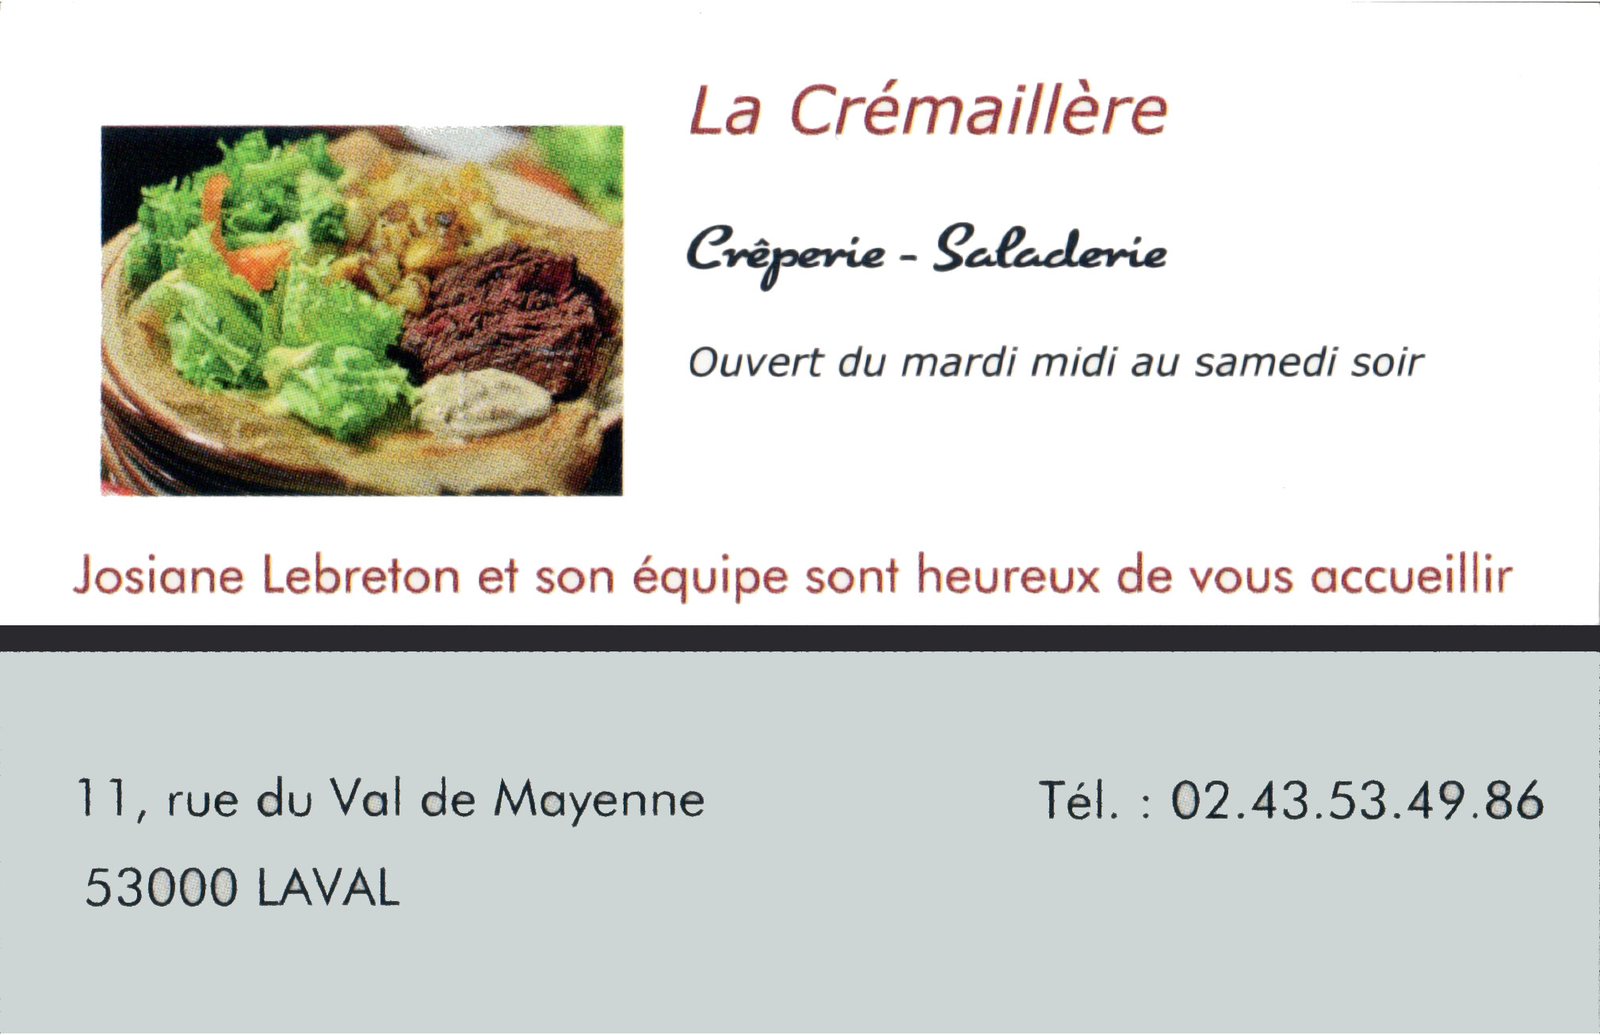 La Crémaillère
Crêperie - Saladerie
Ouvert du mardi midi au samedi soir
Josiane Lebreton et son équipe sont heureux de vous accueillir
11, rue du Val de Mayenne
53000 LAVAL
Tél. : 02.43.53.49.86